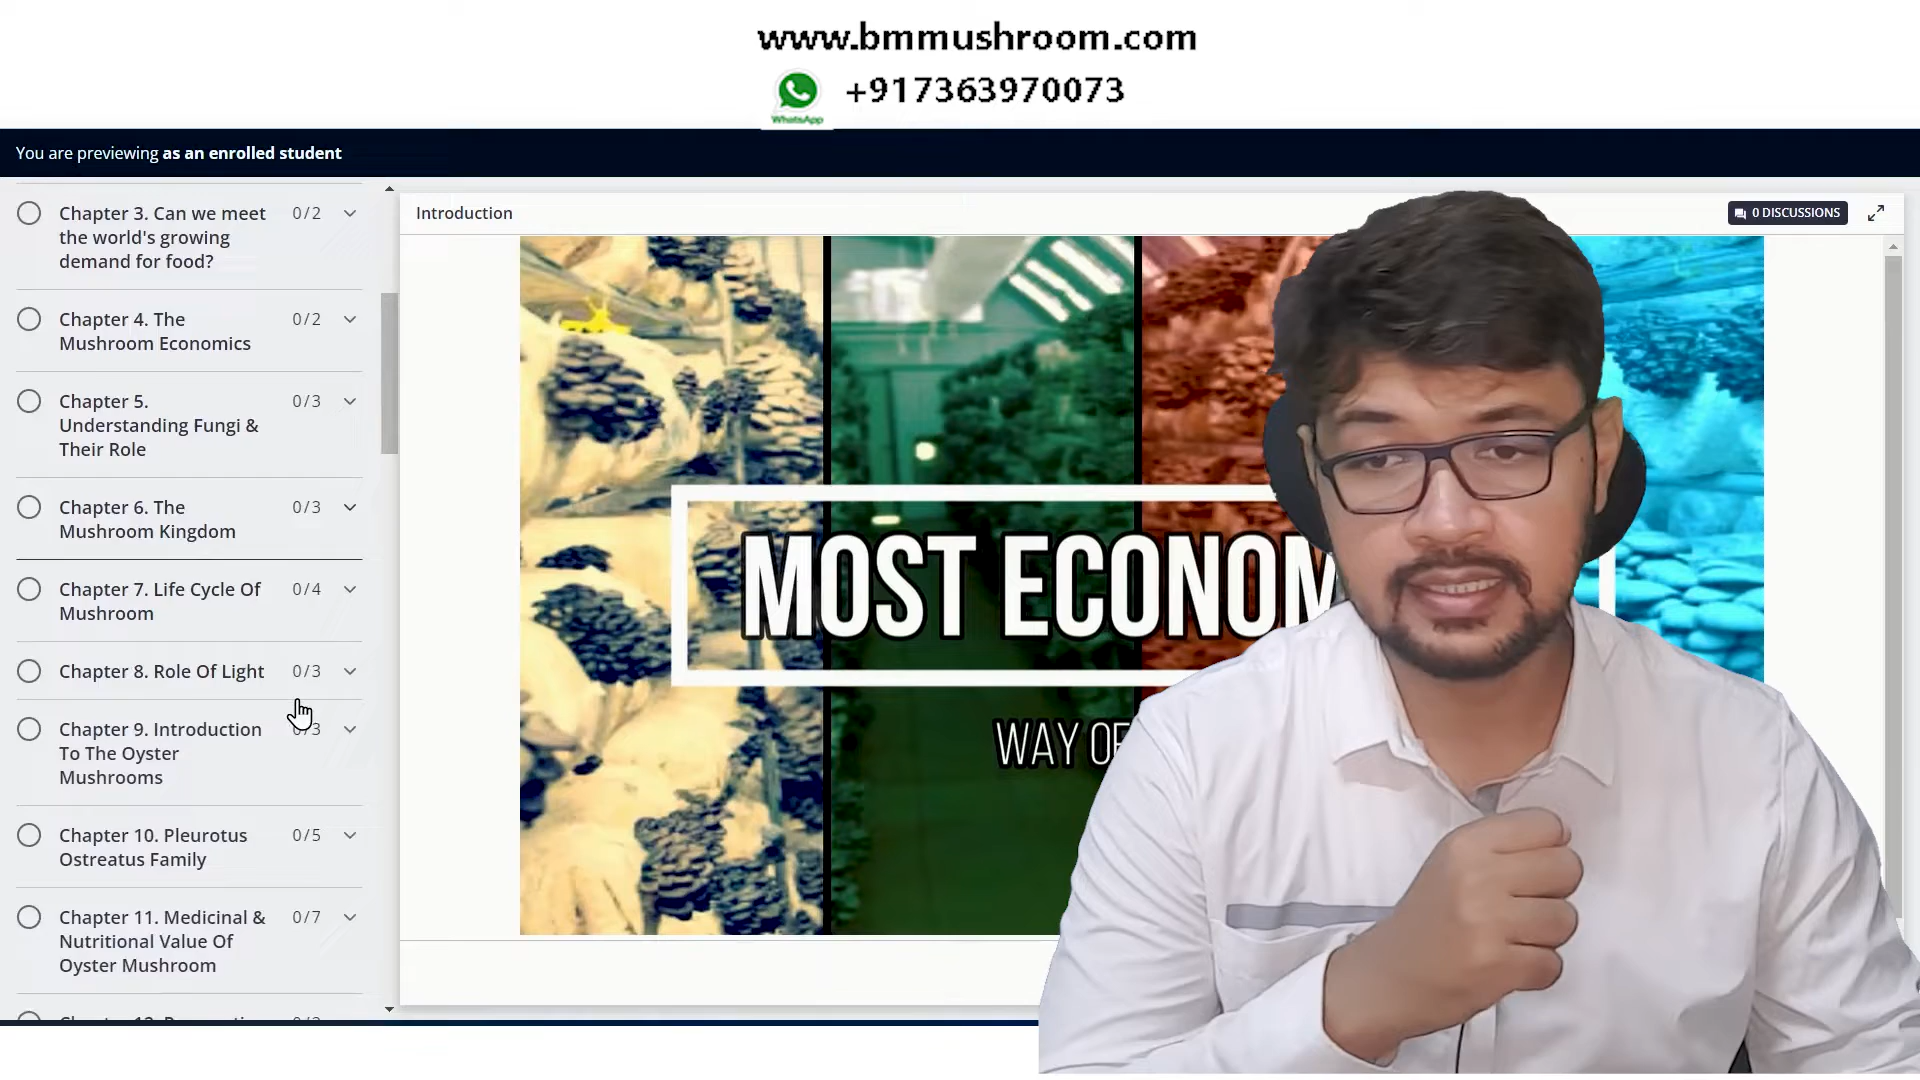 www.bmmushroom.com
WhatsApp
+917363970073
You are previewing as an enrolled student
Chapter 3. Can we meet 0/2
the world's growing
demand for food?
Chapter 4. The 0/2
Mushroom Economics
Chapter 5. 0/3
Understanding Fungi &
Their Role
Chapter 6. The 0/3
Mushroom Kingdom
Chapter 7. Life Cycle Of 0/4
Mushroom
Chapter 8. Role Of Light 0/3
Chapter 9. Introduction /3
To The Oyster
Mushrooms
Chapter 10. Pleurotus 0/5
Ostreatus Family
Chapter 11. Medicinal & 0/7
Nutritional Value Of
Oyster Mushroom
Introduction
0 DISCUSSIONS
MOST ECONOM
WAY OF